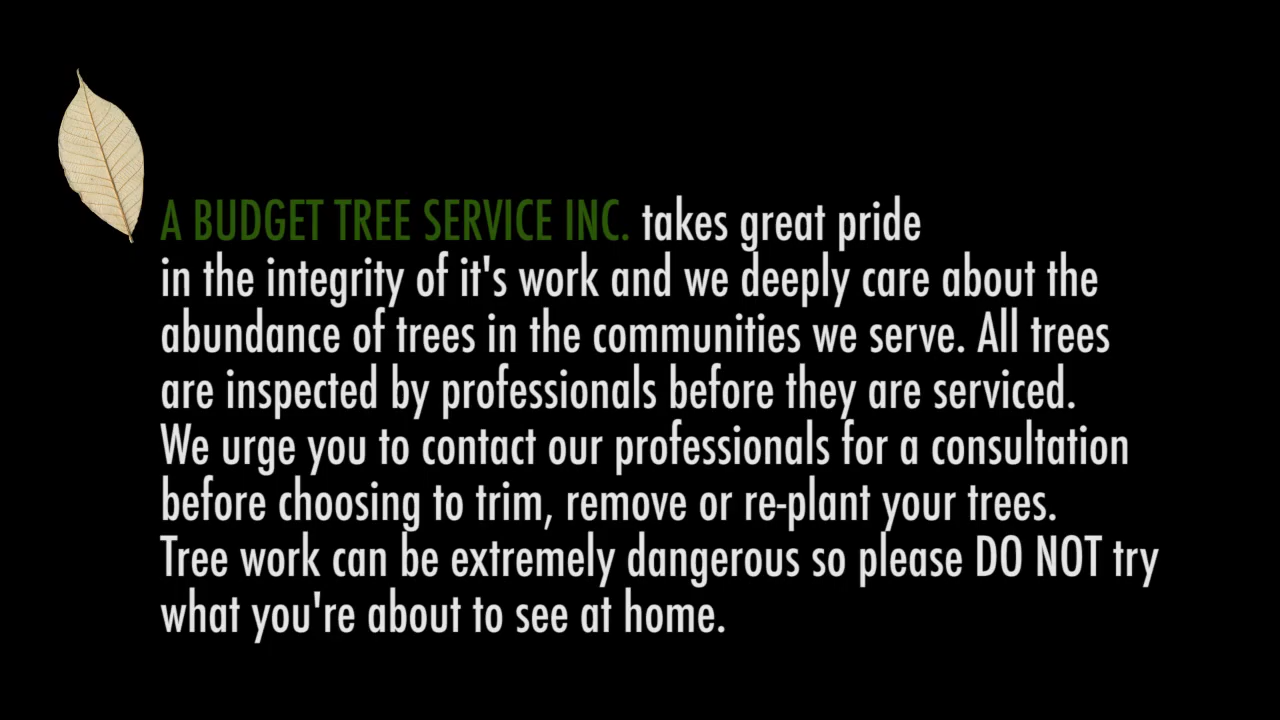 A BUDGET TREE SERVICE INC. takes great pride
in the integrity of it's work and we deeply care about the
abundance of trees in the communities we serve. All trees
are inspected by professionals before they are serviced.
We urge you to contact our professionals for a consultation
before choosing to trim, remove or re-plant your trees.
Tree work can be extremely dangerous so please DO NOT try
what you're about to see at home.